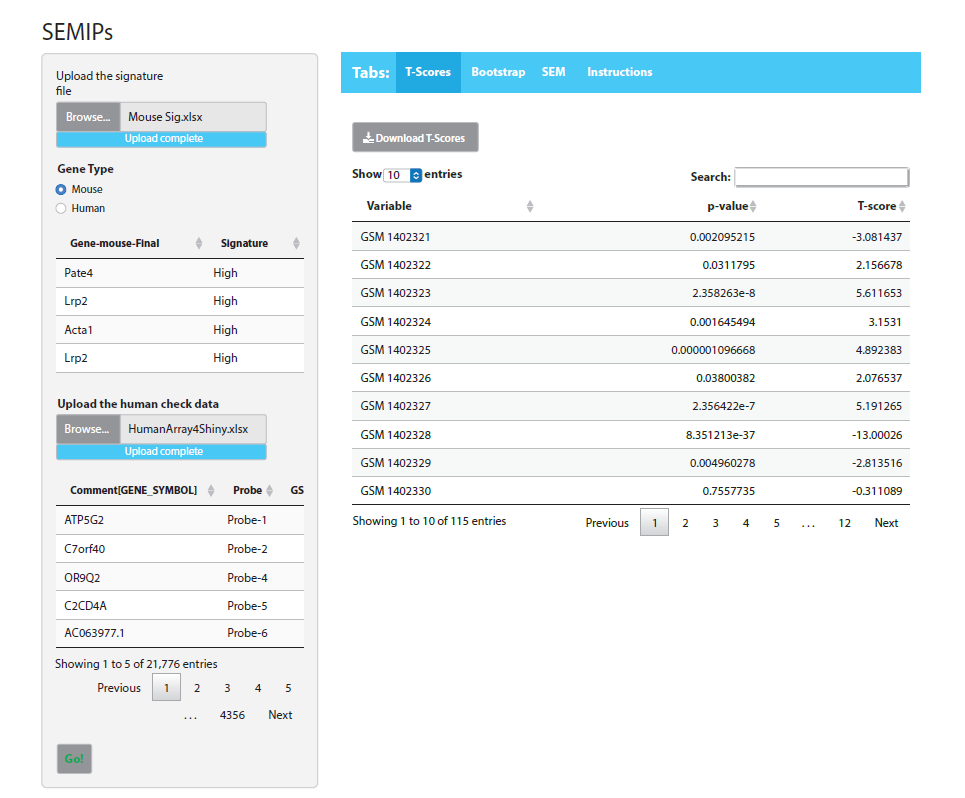 SEMIPs
Upload the signature
file
Browse... Mouse Sig.xlsx
Upload complete
Gene Type
Mouse
Human
Gene-mouse-Final Signature
Pate4 High
Lrp2 High
Acta1 High
Lrp2 High
Upload the human check data
Browse... HumanArray4Shiny.xlsx
Upload complete
Comment[GENE_SYMBOL] Probe GS
ATP5G2 Probe-1
C7orf40 Probe-2
OR9Q2 Probe-4
C2CD4A Probe-5
AC063977.1 Probe-6
Showing 1 to 5 of 21,776 entries
Previous 1 2 3 4 5
... 4356 Next
Go!
Tabs: T-Scores Bootstrap SEM Instructions
Download T-Scores
Show 10 entries Search:
Variable p-value T-score
GSM 1402321 0.002095215 -3.081437
GSM 1402322 0.0311795 2.156678
GSM 1402323 2.358263e-8 5.611653
GSM 1402324 0.001645494 3.1531
GSM 1402325 0.000001096668 4.892383
GSM 1402326 0.03800382 2.076537
GSM 1402327 2.356422e-7 5.191265
GSM 1402328 8.351213e-37 -13.00026
GSM 1402329 0.004960278 -2.813516
GSM 1402330 0.7557735 -0.311089
Showing 1 to 10 of 115 entries Previous 1 2 3 4 5 ... 12 Next